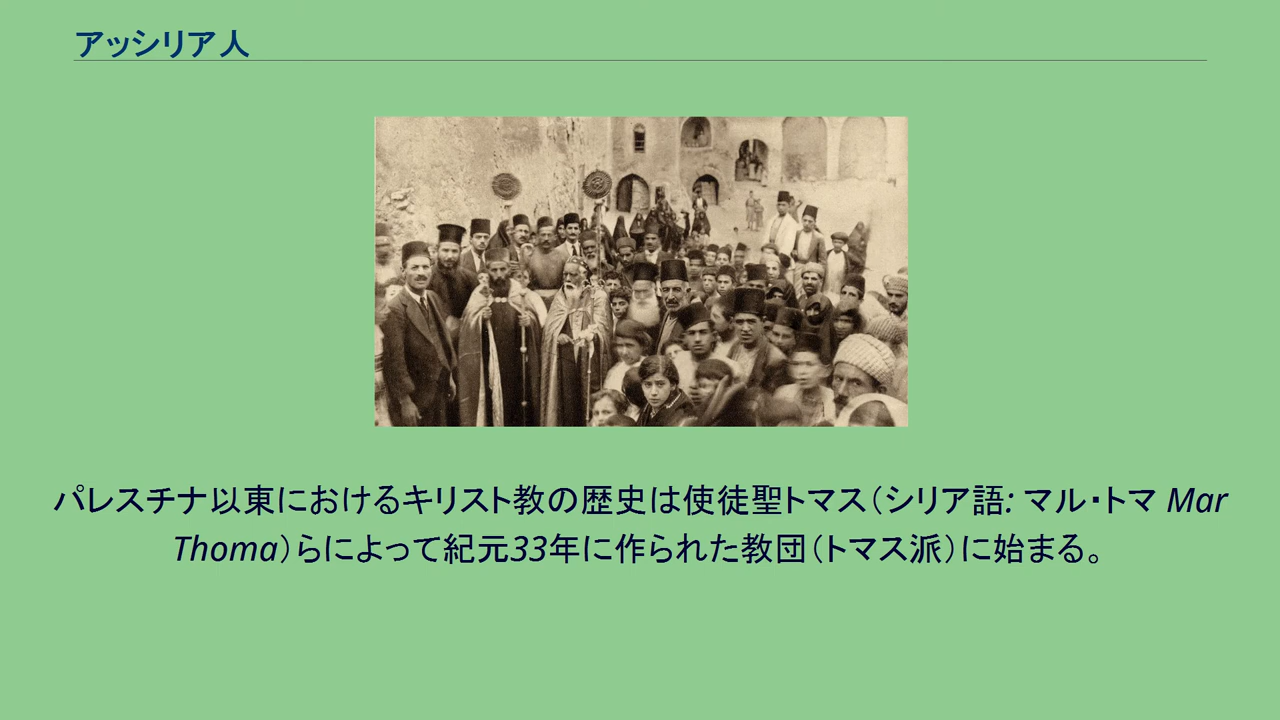 アッシリア人
パレスチナ以東におけるキリスト教の歴史は使徒聖トマス（シリア語: マル・トマ Mar
Thoma）らによって紀元33年に作られた教団（トマス派）に始まる。